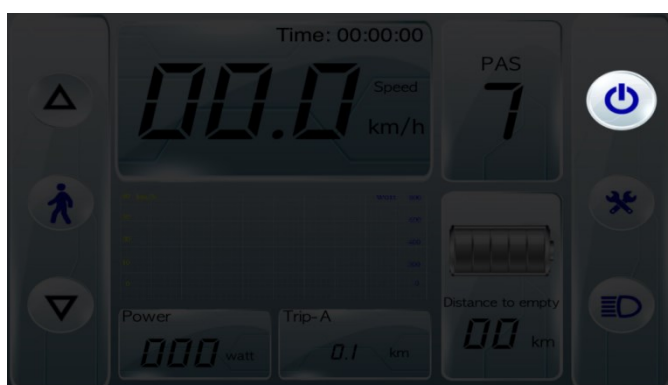 Time: 00:00:00
00.0
Speed
km/h
PAS
7
Power
000 watt
Trip-A
0.1 km
Distance to empty
00 km